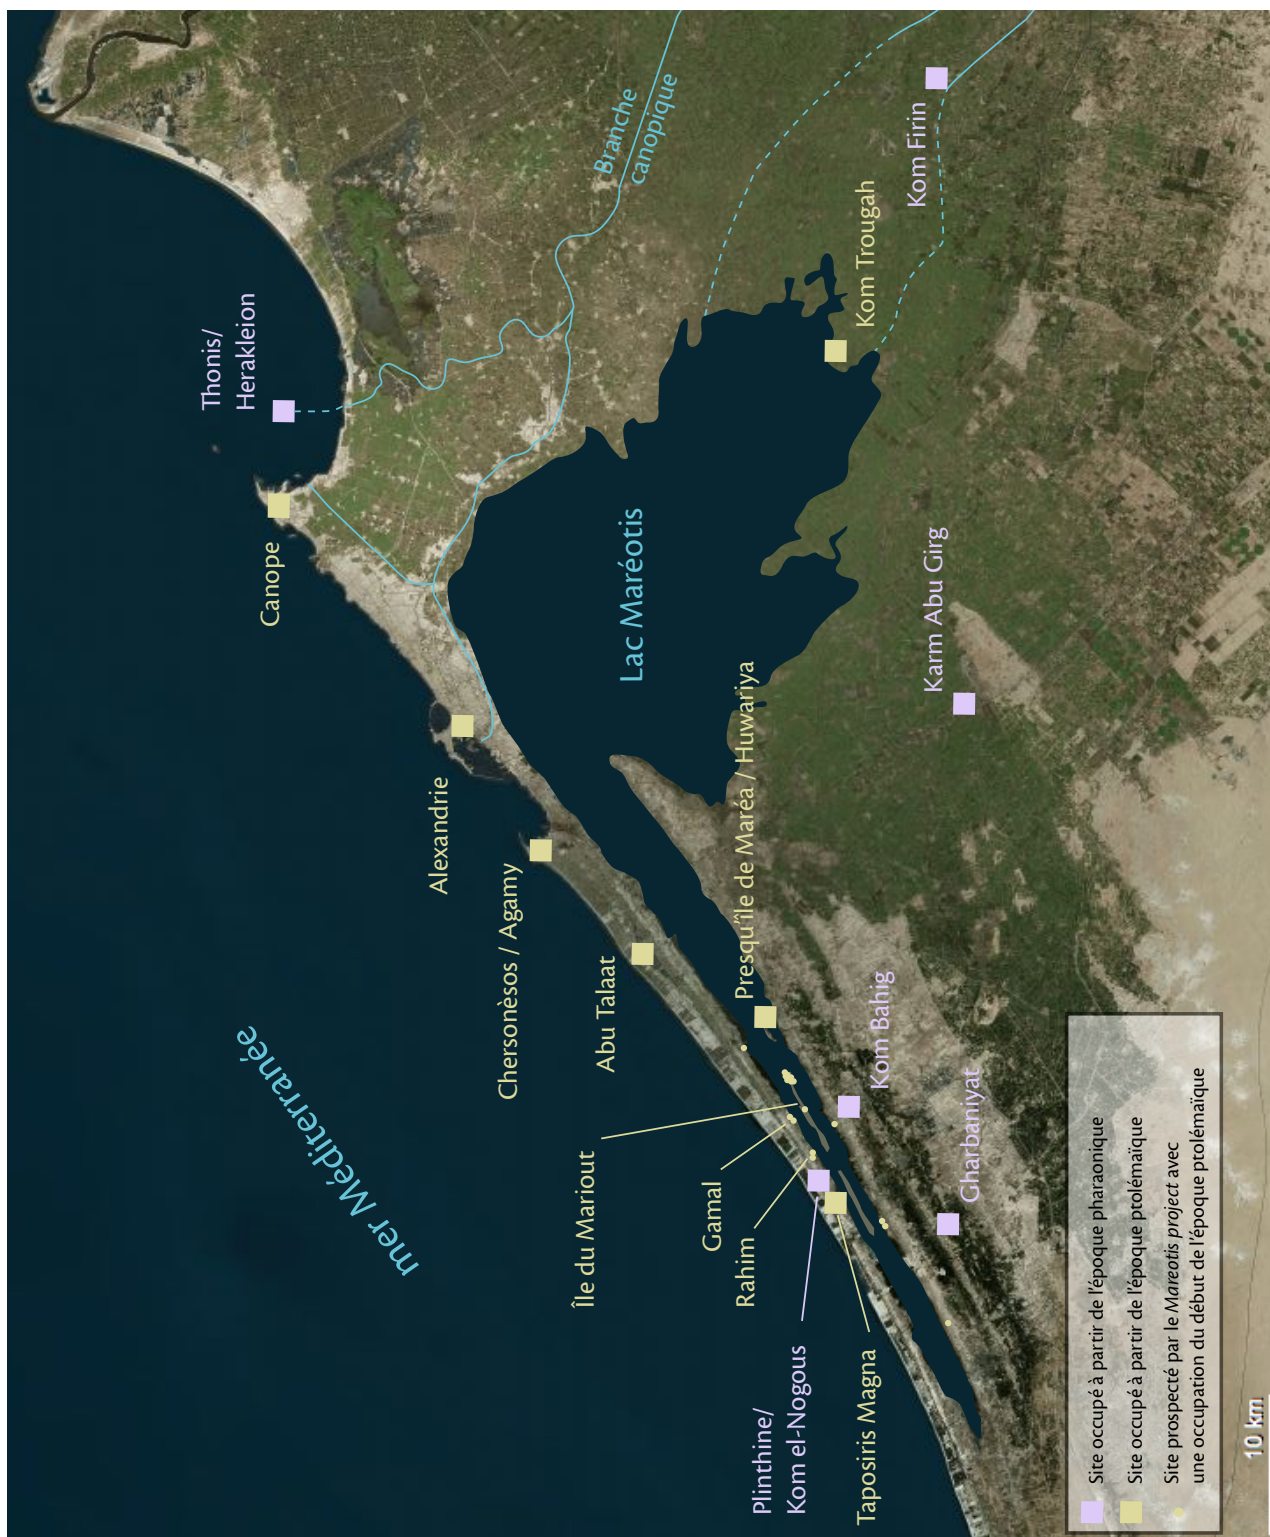 mer Méditerranée
Thonis/
Herakleion
Canope
Alexandrie
Chersonèsos / Agamy
Abu Talaat
Île du Mariout
Gamal
Rahim
Plinthine/
Kom el-Nogous
Taposiris Magna
Presqu'île de Maréa / Huwariya
Kom Bahig
Gharbaniyat
Lac Maréotis
Karm Abu Girg
Kom Trougah
Kom Firin
Branche
canopique
Site occupé à partir de l'époque pharaonique
Site occupé à partir de l'époque ptolémaïque
Site prospecté par le Mareotis project avec
une occupation du début de l'époque ptolémaïque
10 km